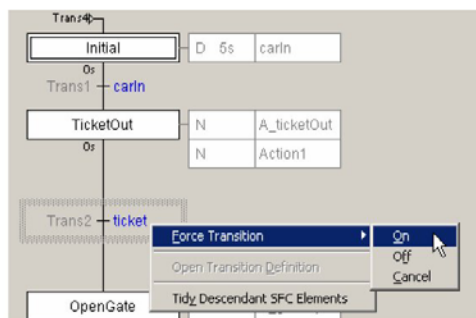 Trans4
Initial D 5s carIn
0s
Trans1 carIn
TicketOut N A_ticketOut
0s N Action1
Trans2 ticket
Force Transition On
Off
Open Transition Definition Cancel
Tidy Descendant SFC Elements
OpenGate